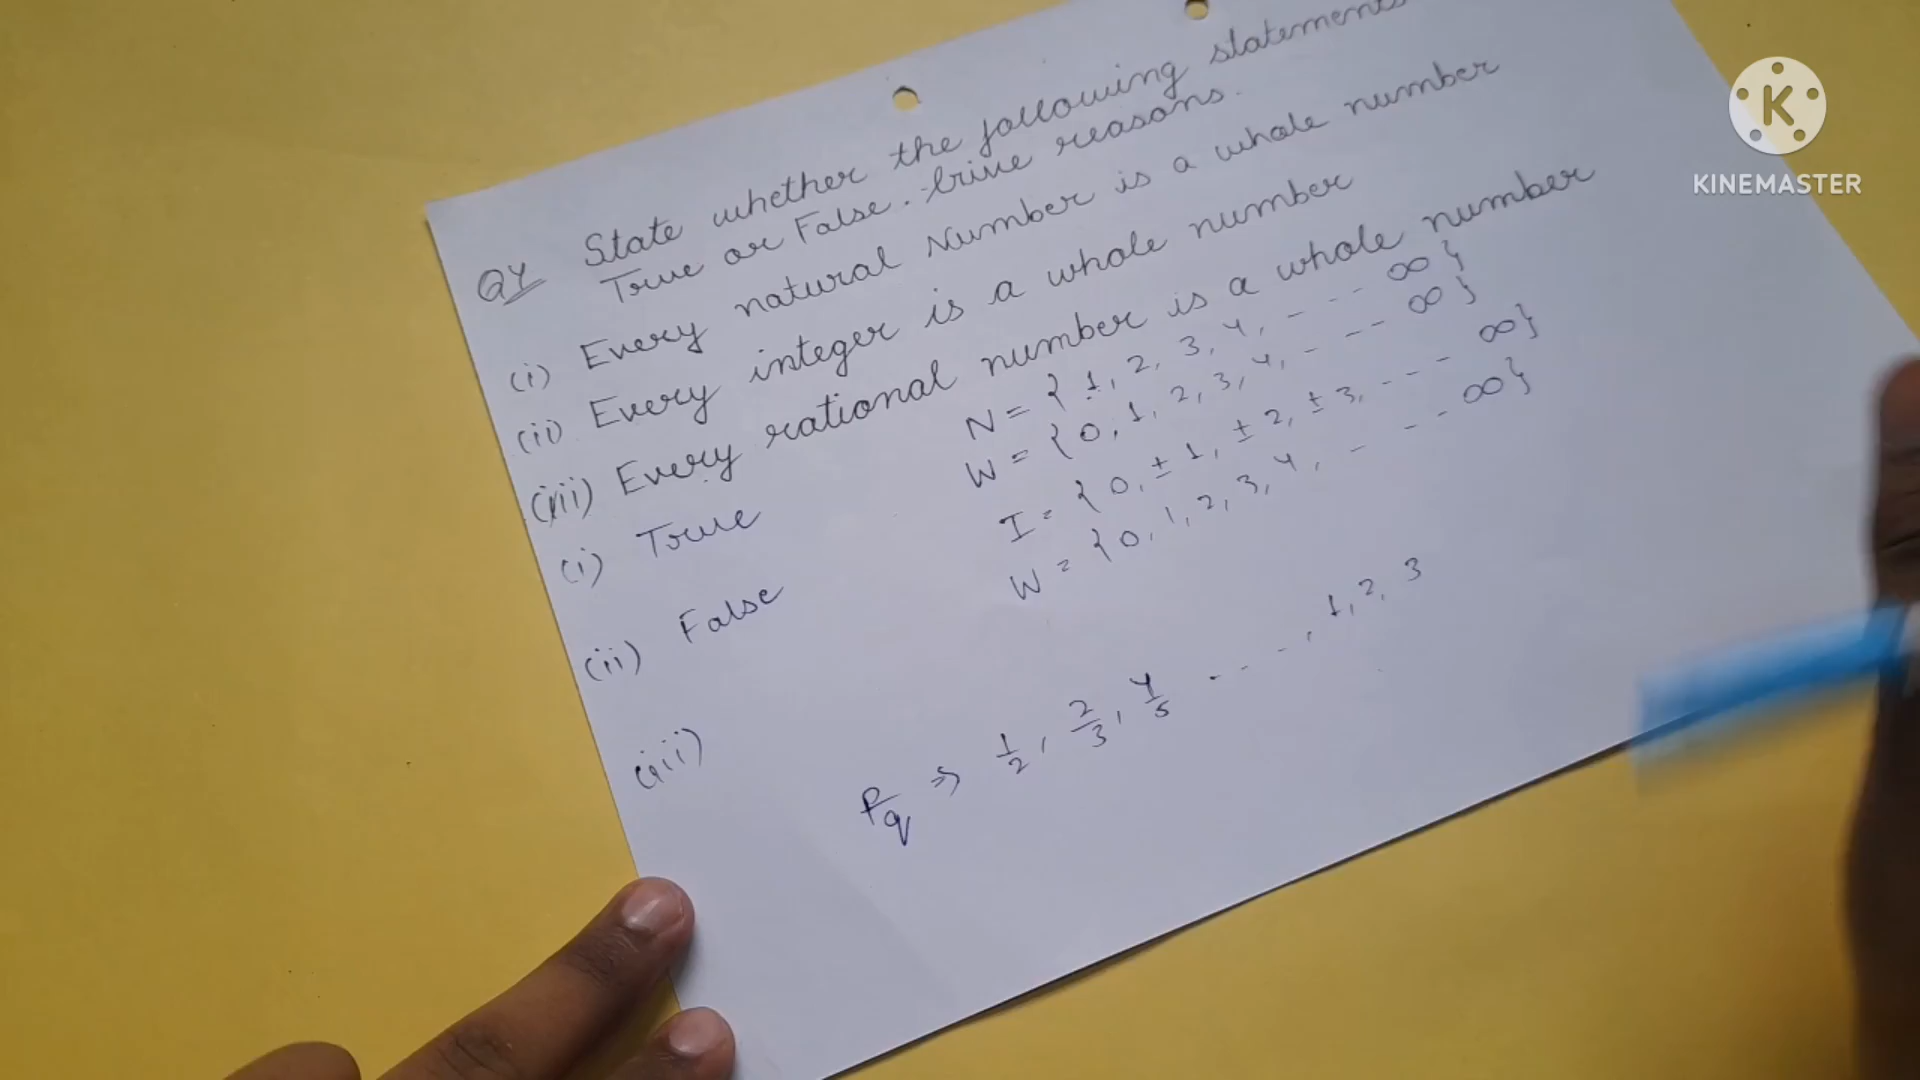 Q4 State whether the following statements
True or False. Give reasons.
(i) Every natural Number is a whole number
(ii) Every integer is a whole number
(iii) Every rational number is a whole number
(i) True
N = { 1, 2, 3, 4, - - - ∞ }
W = { 0, 1, 2, 3, 4, - - - ∞ }
(ii) False
I = { 0, ± 1, ± 2, ± 3, - - - ∞ }
W = { 0, 1, 2, 3, 4, - - - ∞ }
(iii)
P/q ⇒ 1/2, 2/3, 4/5 - - - -, 1, 2, 3
K
KINEMASTER